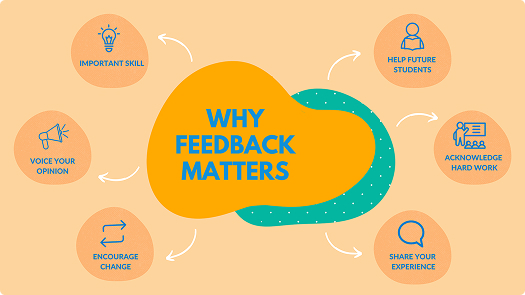 IMPORTANT SKILL
HELP FUTURE
STUDENTS
WHY
FEEDBACK
MATTERS
VOICE YOUR
OPINION
ACKNOWLEDGE
HARD WORK
ENCOURAGE
CHANGE
SHARE YOUR
EXPERIENCE